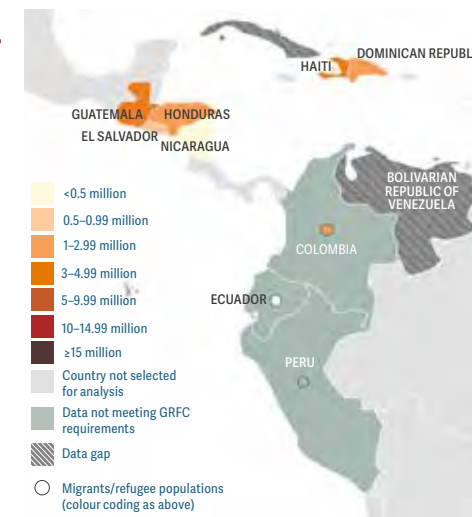 DOMINICAN REPUBL
HAITI
GUATEMALA HONDURAS
EL SALVADOR
NICARAGUA
BOLIVARIAN
REPUBLIC OF
VENEZUELA
COLOMBIA
ECUADOR
PERU
<0.5 million
0.5–0.99 million
1–2.99 million
3–4.99 million
5–9.99 million
10–14.99 million
≥15 million
Country not selected
for analysis
Data not meeting GRFC
requirements
Data gap
Migrants/refugee populations
(colour coding as above)